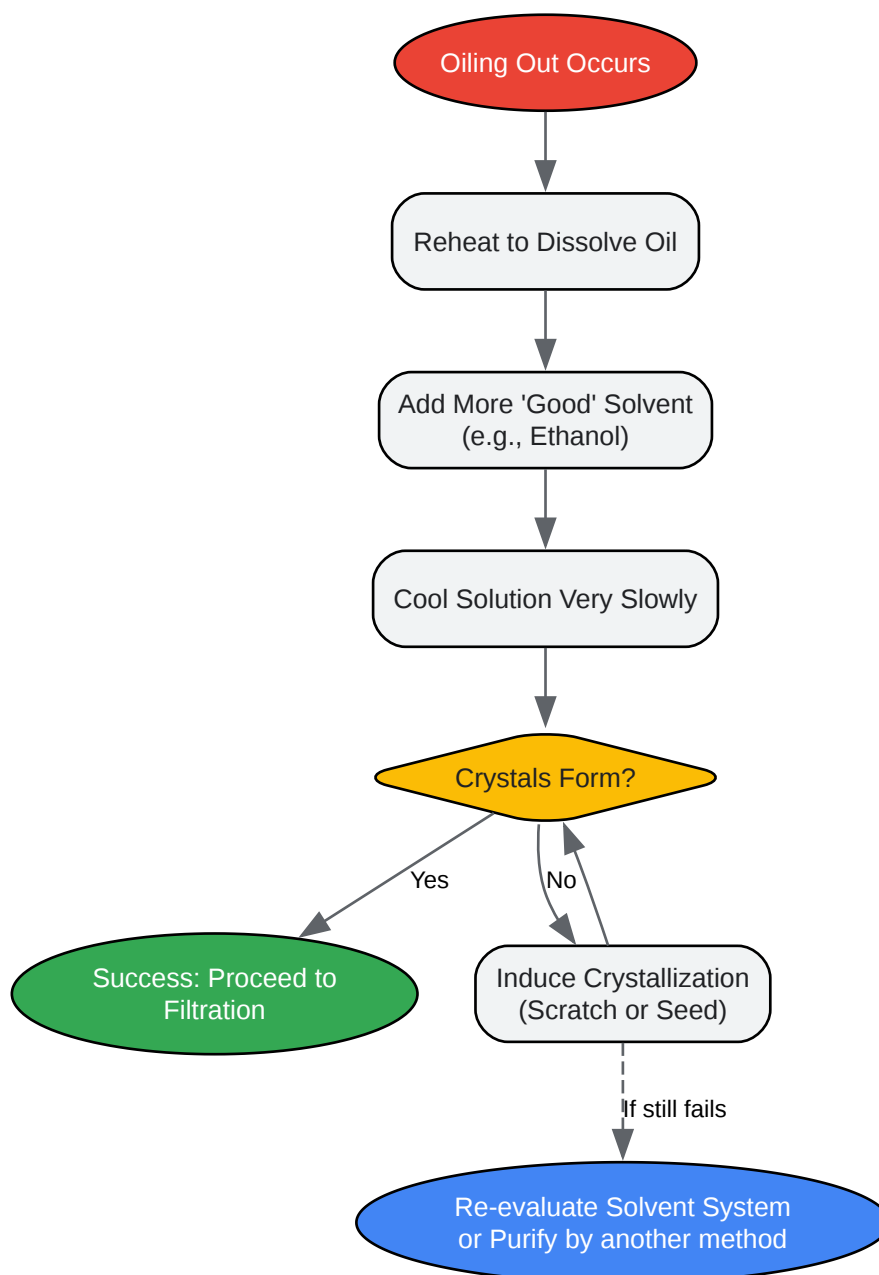 Oiling Out Occurs
Reheat to Dissolve Oil
Add More 'Good' Solvent
(e.g., Ethanol)
Cool Solution Very Slowly
Crystals Form?
Yes
No
Success: Proceed to
Filtration
Induce Crystallization
(Scratch or Seed)
If still fails
Re-evaluate Solvent System
or Purify by another method